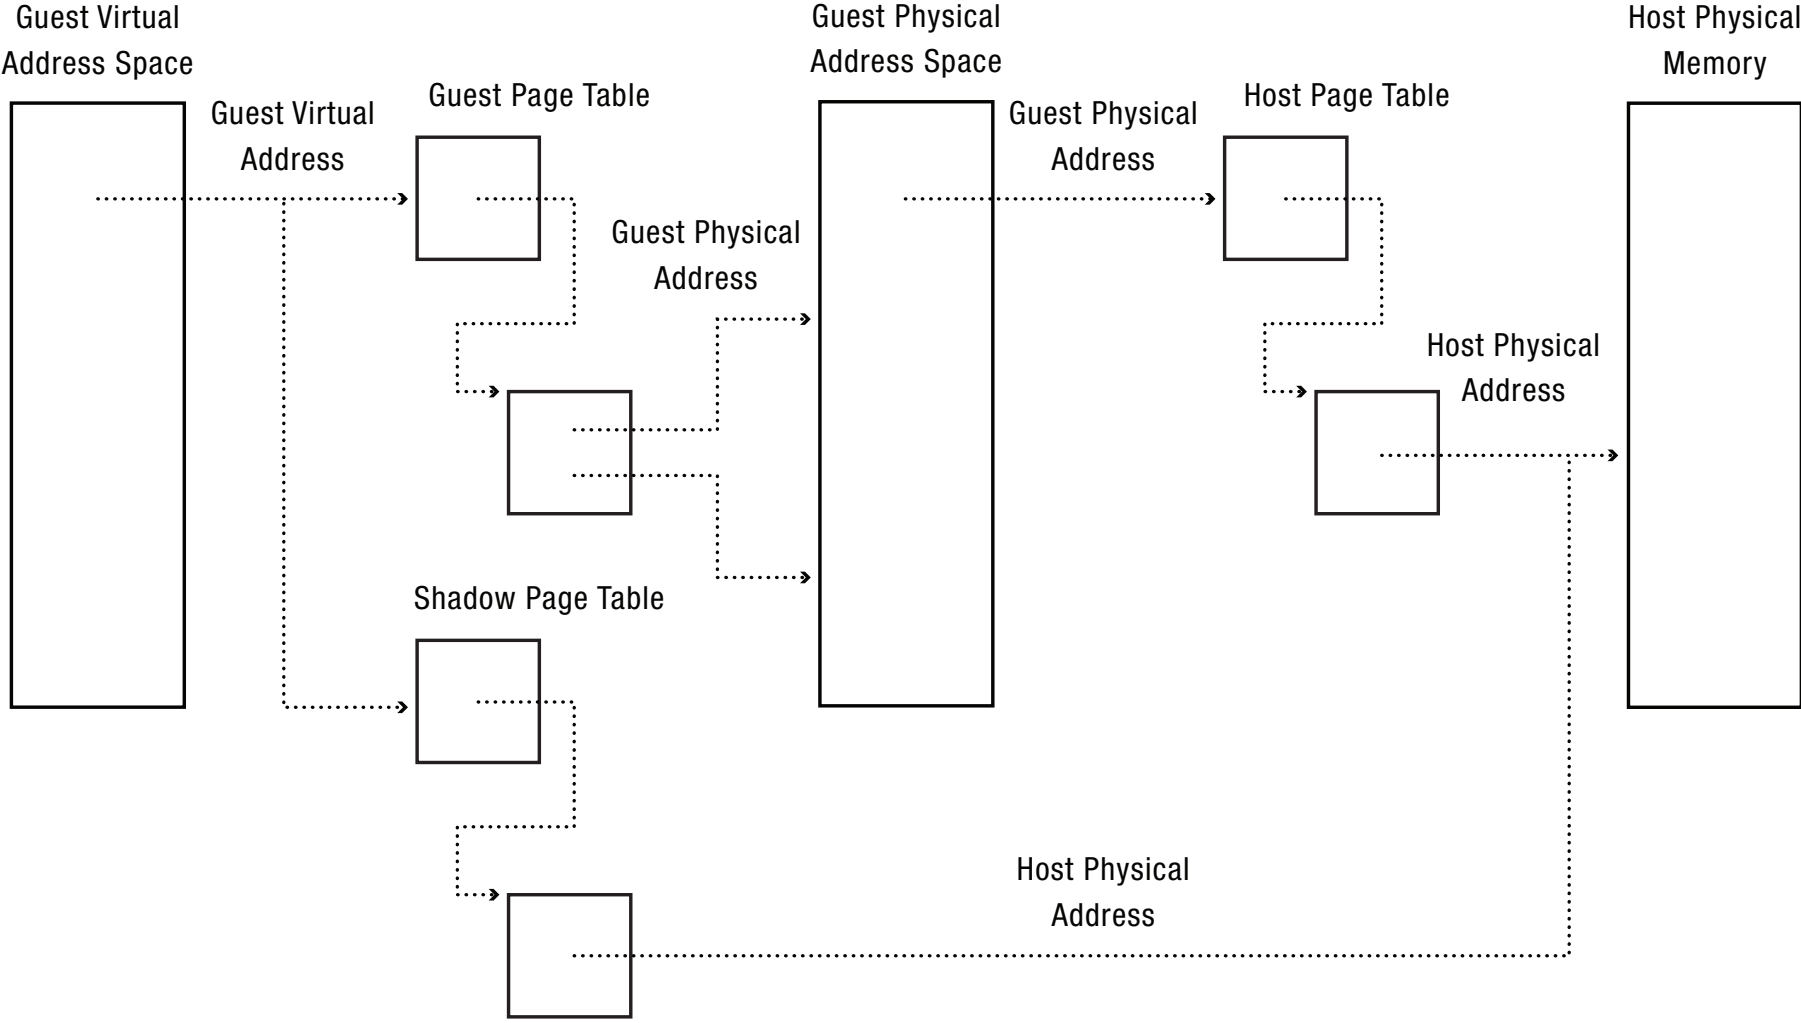 Guest Virtual
Address Space
Guest Physical
Address Space
Host Physical
Memory
Guest Virtual
Address
Guest Page Table
Guest Physical
Address
Host Page Table
Guest Physical
Address
Host Physical
Address
Shadow Page Table
Host Physical
Address